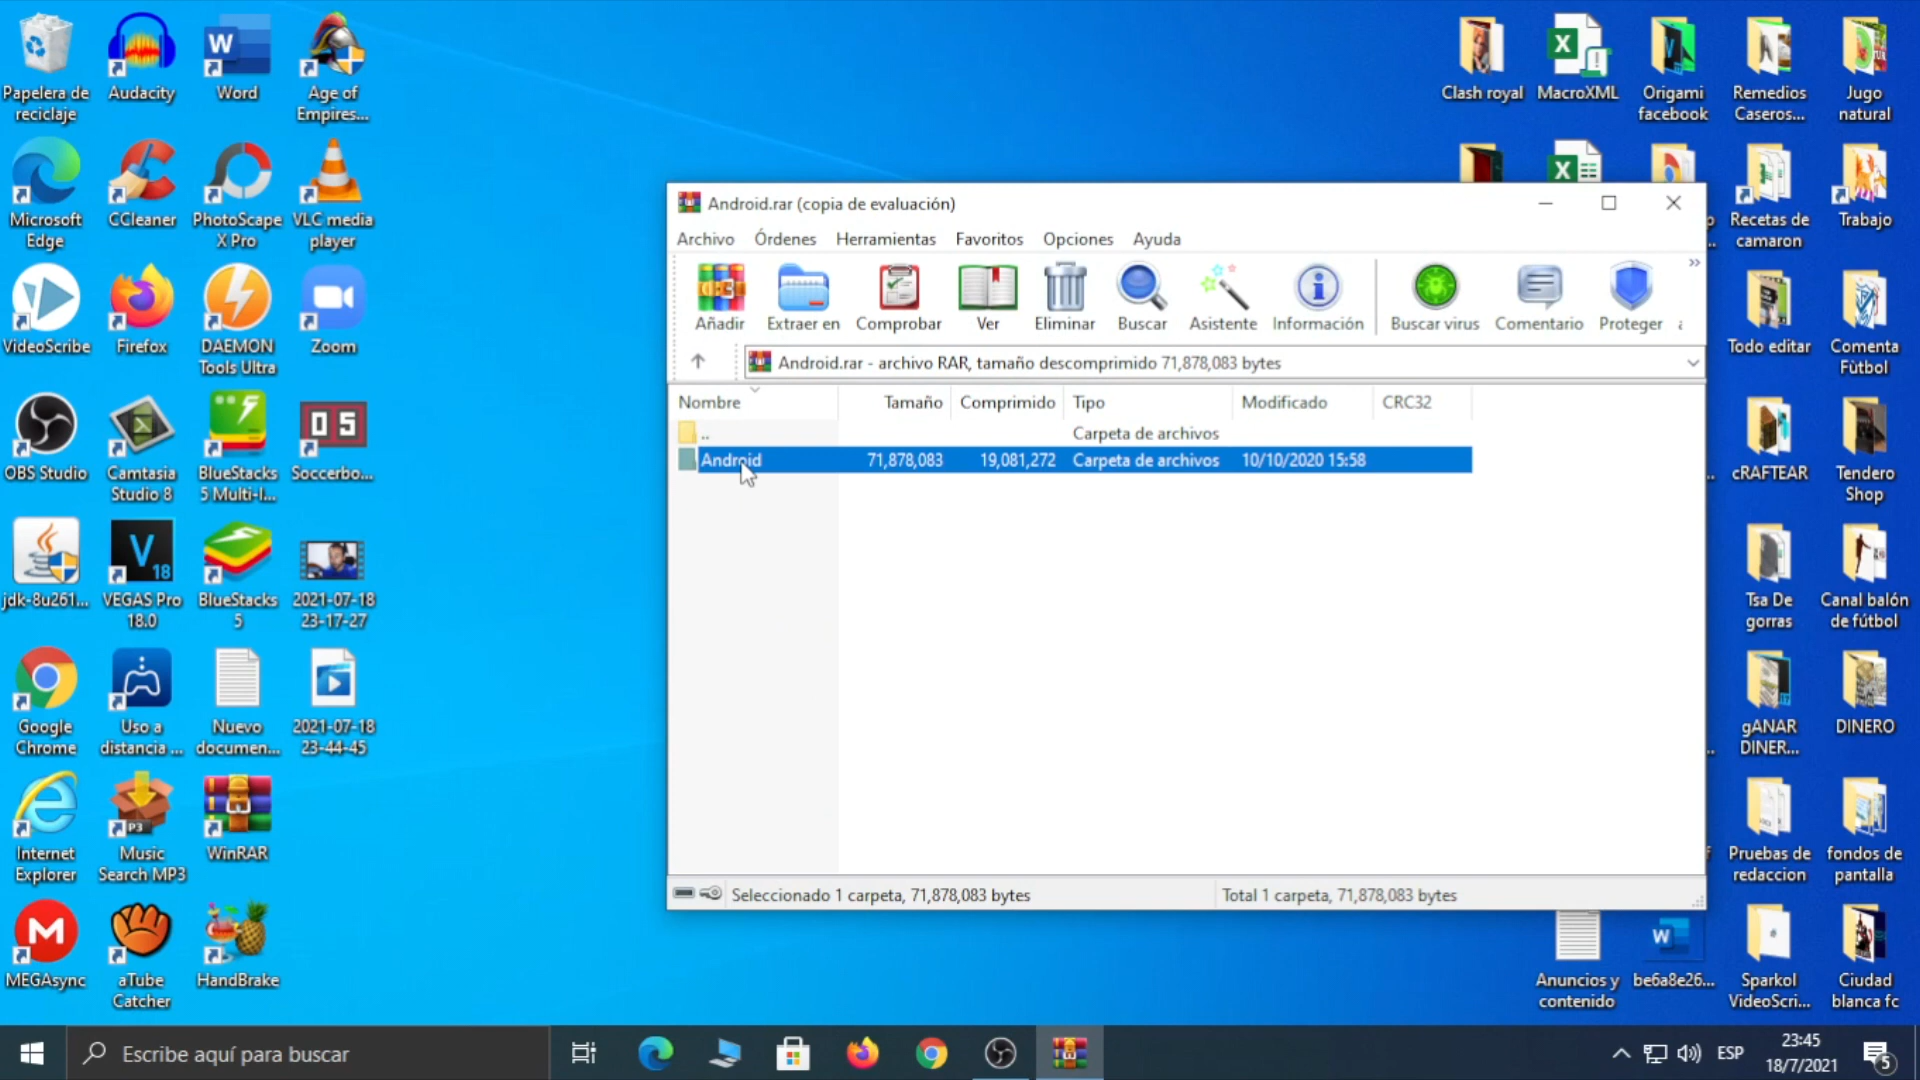 Papelera de
reciclaje
Audacity
Word
Age of
Empires...
Clash royal
MacroXML
Origami
facebook
Remedios
Caseros...
Jugo
natural
Microsoft
Edge
CCleaner
PhotoScape
X Pro
VLC media
player
Recetas de
camaron
Trabajo
VideoScribe
Firefox
DAEMON
Tools Ultra
Zoom
Todo editar
Comenta
Fùtbol
OBS Studio
Camtasia
Studio 8
BlueStacks
5 Multi-I...
05
Soccerbo...
cRAFTEAR
Tendero
Shop
jdk-8u261...
V
18
VEGAS Pro
18.0
BlueStacks
5
2021-07-18
23-17-27
Tsa De
gorras
Canal balón
de fútbol
Google
Chrome
Uso a
distancia ...
Nuevo
documen...
2021-07-18
23-44-45
gANAR
DINER...
DINERO
Internet
Explorer
P3
Music
Search MP3
WinRAR
Pruebas de
redaccion
fondos de
pantalla
MEGAsync
aTube
Catcher
HandBrake
Anuncios y
contenido
be6a8e26...
Sparkol
VideoScri...
Ciudad
blanca fc
Android.rar (copia de evaluación)
Archivo Órdenes Herramientas Favoritos Opciones Ayuda
Añadir Extraer en Comprobar Ver Eliminar Buscar Asistente Información Buscar virus Comentario Proteger
Android.rar - archivo RAR, tamaño descomprimido 71,878,083 bytes
Nombre Tamaño Comprimido Tipo Modificado CRC32
.. Carpeta de archivos
Android 71,878,083 19,081,272 Carpeta de archivos 10/10/2020 15:58
Seleccionado 1 carpeta, 71,878,083 bytes Total 1 carpeta, 71,878,083 bytes
Escribe aquí para buscar
ESP
23:45
18/7/2021
5